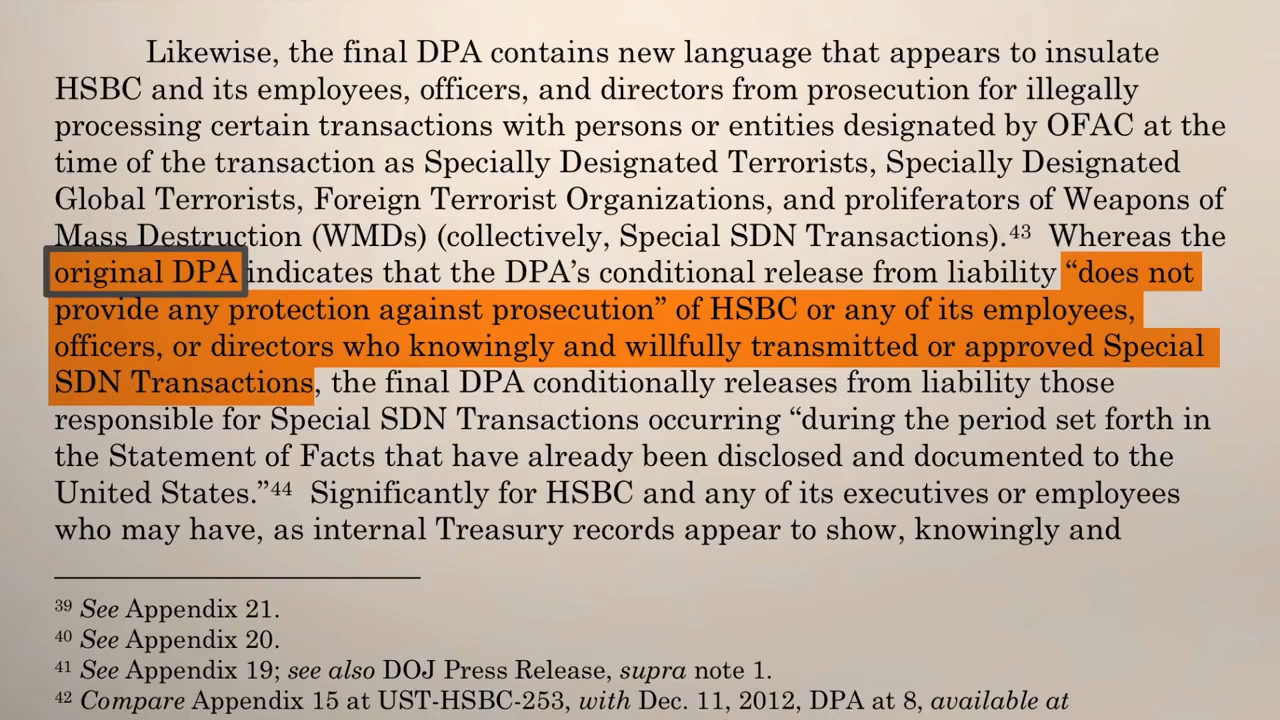 Likewise, the final DPA contains new language that appears to insulate
HSBC and its employees, officers, and directors from prosecution for illegally
processing certain transactions with persons or entities designated by OFAC at the
time of the transaction as Specially Designated Terrorists, Specially Designated
Global Terrorists, Foreign Terrorist Organizations, and proliferators of Weapons of
Mass Destruction (WMDs) (collectively, Special SDN Transactions).⁴³ Whereas the
original DPA indicates that the DPA’s conditional release from liability “does not
provide any protection against prosecution” of HSBC or any of its employees,
officers, or directors who knowingly and willfully transmitted or approved Special
SDN Transactions, the final DPA conditionally releases from liability those
responsible for Special SDN Transactions occurring “during the period set forth in
the Statement of Facts that have already been disclosed and documented to the
United States.”⁴⁴ Significantly for HSBC and any of its executives or employees
who may have, as internal Treasury records appear to show, knowingly and
³⁹ See Appendix 21.
⁴⁰ See Appendix 20.
⁴¹ See Appendix 19; see also DOJ Press Release, supra note 1.
⁴² Compare Appendix 15 at UST-HSBC-253, with Dec. 11, 2012, DPA at 8, available at